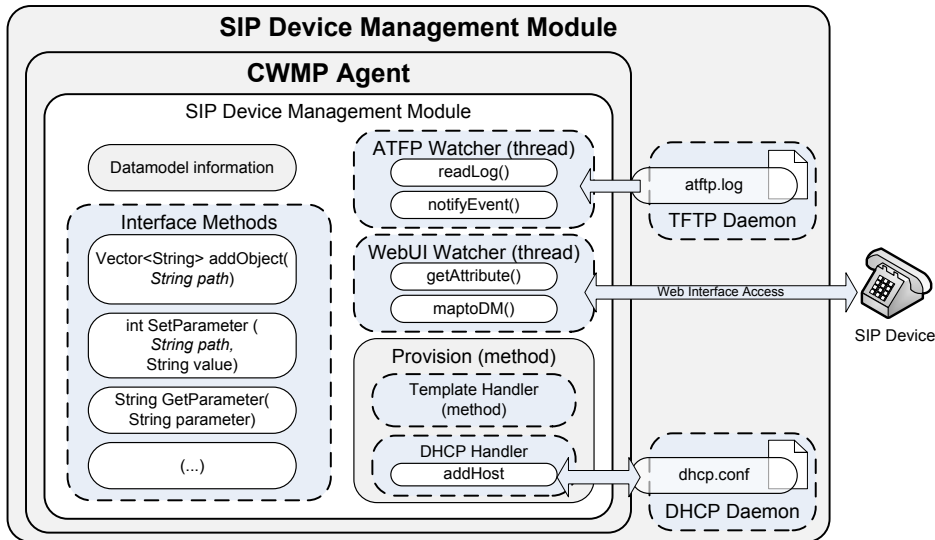 SIP Device Management Module
CWMP Agent
SIP Device Management Module
Datamodel information
Interface Methods
Vector<String> addObject(
String path)
int SetParameter (
String path,
String value)
String GetParameter(
String parameter)
(...)
ATFP Watcher (thread)
readLog()
notifyEvent()
WebUI Watcher (thread)
getAttribute()
maptoDM()
Provision (method)
Template Handler
(method)
DHCP Handler
addHost
atftp.log
TFTP Daemon
Web Interface Access
SIP Device
dhcp.conf
DHCP Daemon